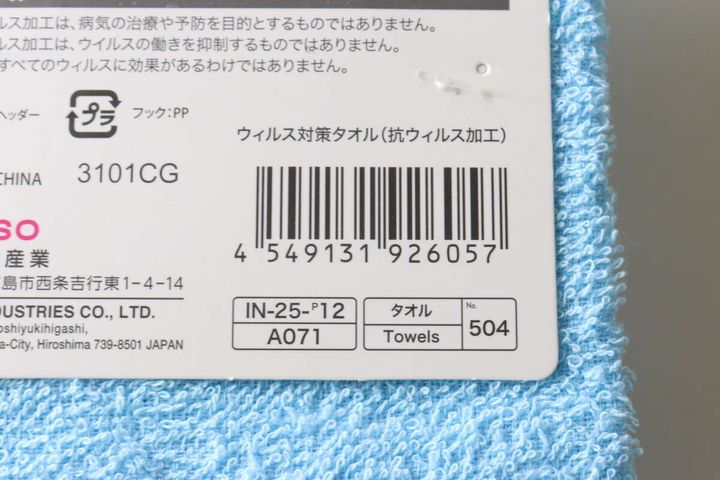 ルス加工は、病気の治療や予防を目的とするものではありません。
ルス加工は、ウイルスの働きを抑制するものではありません。
すべてのウィルスに効果があるわけではありません。
ヘッダー
プラ
フック:PP
ウィルス対策タオル(抗ウィルス加工)
CHINA
3101CG
4 549131 926057
so
産業
島市西条吉行東1-4-14
DUSTRIES CO., LTD.
oshiyukihigashi,
a-City, Hiroshima 739-8501 JAPAN
IN-25-P12
A071
タオル
Towels
No.
504